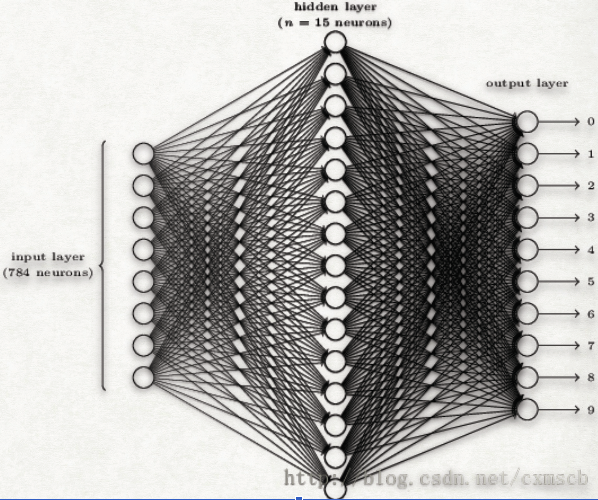 hidden layer
(n = 15 neurons)
output layer
0
1
2
3
4
5
6
7
8
9
input layer
(784 neurons)
http://blog.csdn.net/cxmscb